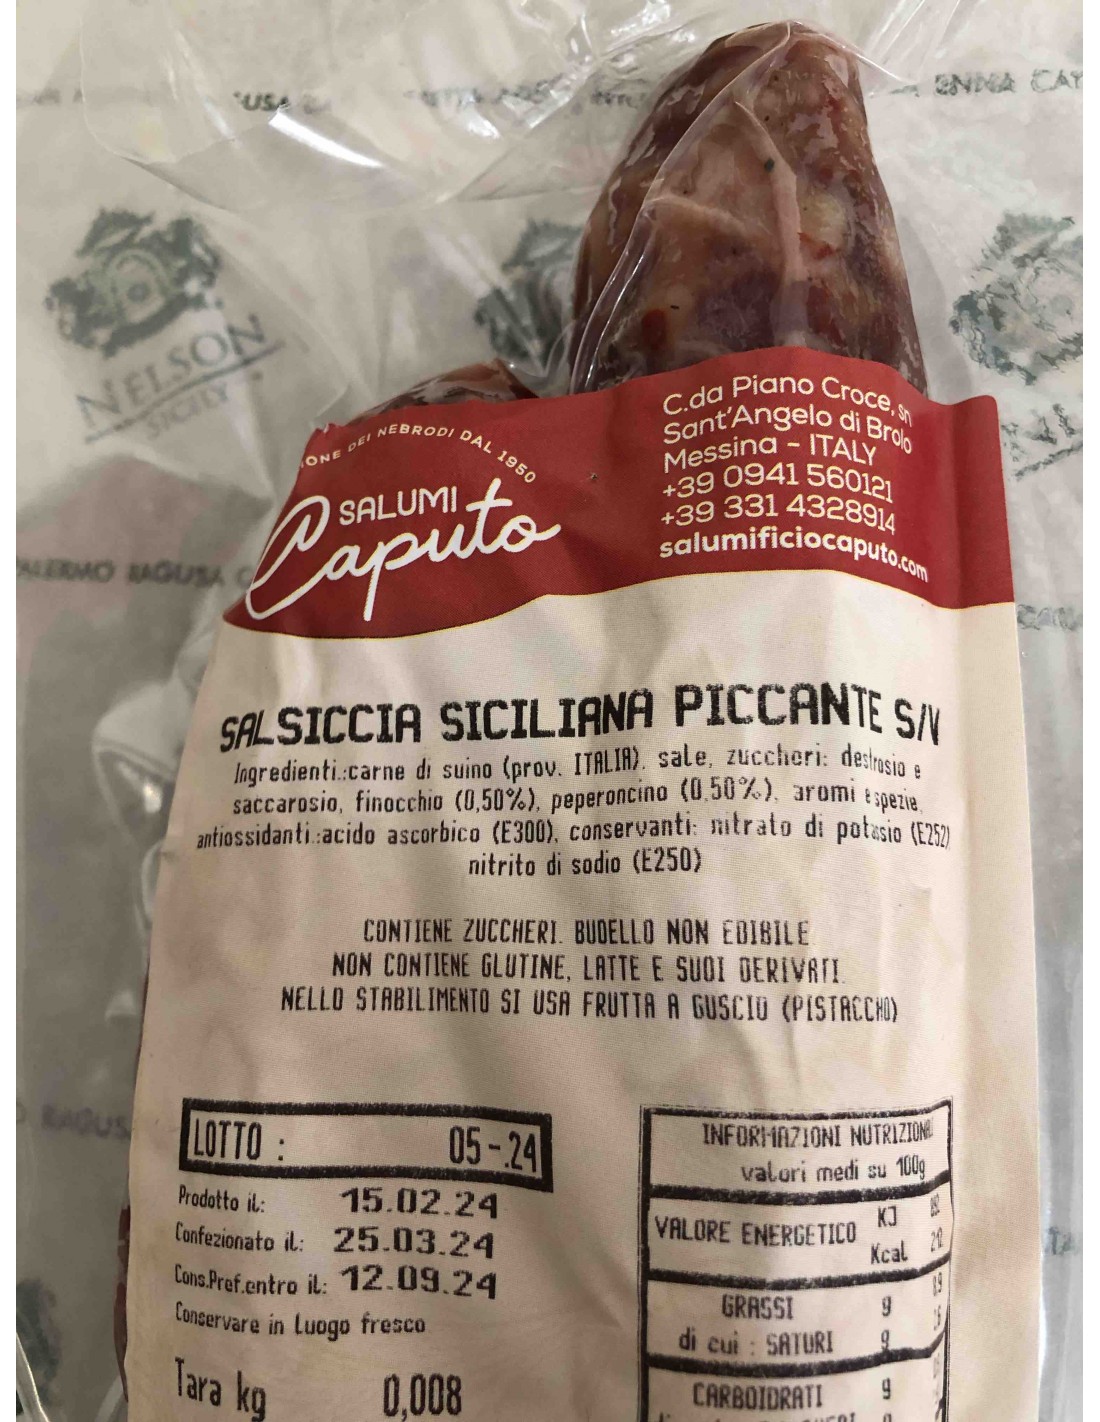 NELSON
SICILY
PALERMO RAGUSA
IONE DEI NEBRODI DAL 1950
SALUMI
Caputo
C.da Piano Croce, sn
Sant'Angelo di Brolo
Messina - ITALY
+39 0941 560121
+39 331 4328914
salumificiocaputo.com
SALSICCIA SICILIANA PICCANTE S/V
Ingredienti.:carne di suino (prov. ITALIA). sale, zuccheri: destrosio e
saccarosio, finocchio (0,50%), peperoncino (0.50%), aromi e spezie,
antiossidanti.:acido ascorbico (E300), conservanti: nitrato di potassio (E252)
nitrito di sodio (E250)
CONTIENE ZUCCHERI. BUDELLO NON EDIBILE
NON CONTIENE GLUTINE, LATTE E SUOI DERIVATI.
NELLO STABILIMENTO SI USA FRUTTA A GUSCIO (PISTACCHIO)
LOTTO : 05-.24
Prodotto il: 15.02.24
Confezionato il: 25.03.24
Cons.Pref.entro il: 12.09.24
Conservare in luogo fresco
Tara kg 0,008
INFORMAZIONI NUTRIZIONALI
valori medi su 100g
VALORE ENERGETICO KJ
Kcal
GRASSI g
di cui : SATURI g
CARBOIDRATI g